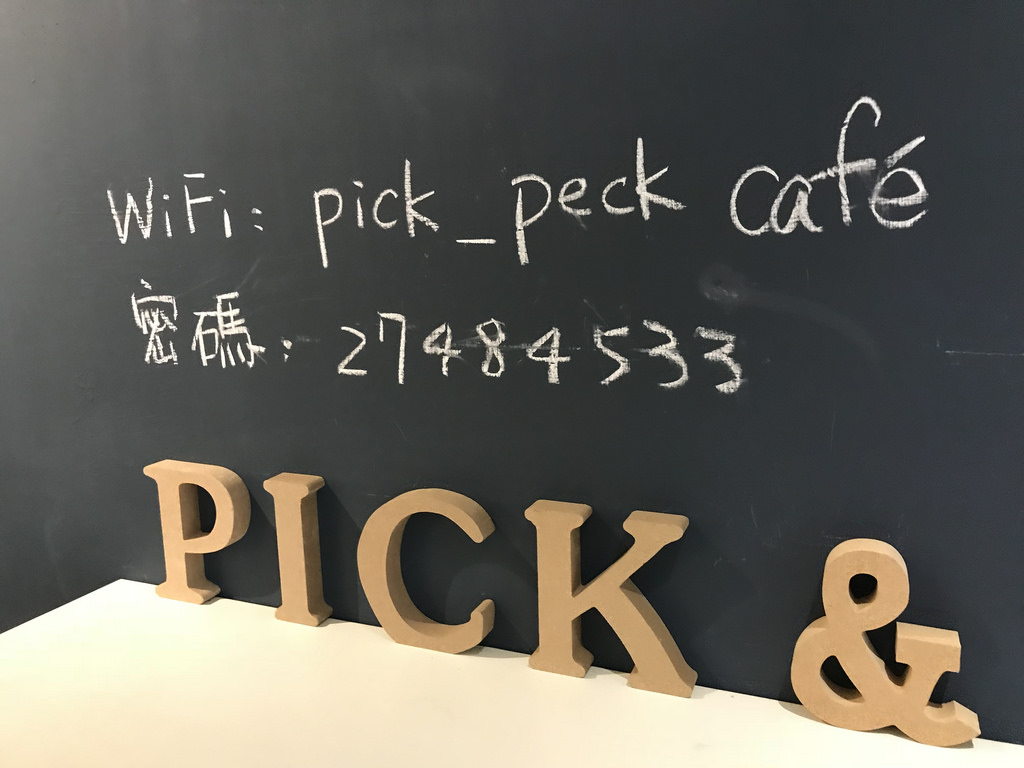 WiFi: pick_peck café
密碼: 27484533
PICK &